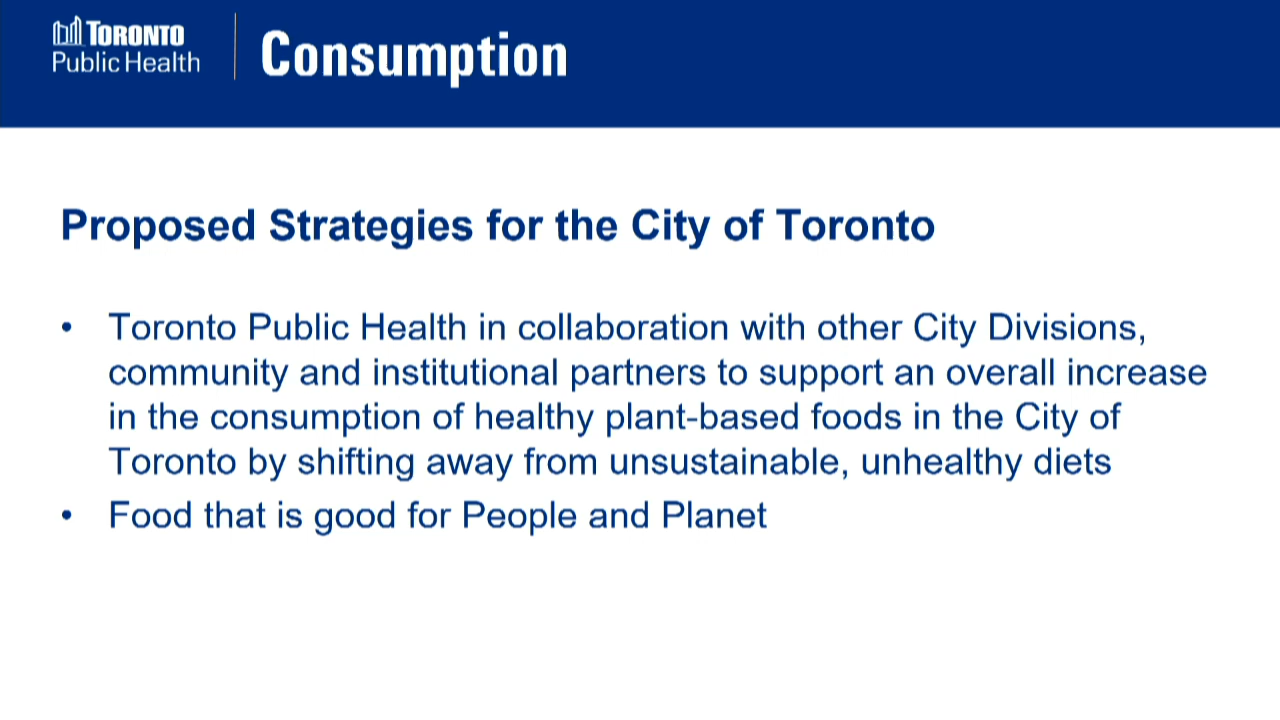 TORONTO
Public Health
Consumption
Proposed Strategies for the City of Toronto
• Toronto Public Health in collaboration with other City Divisions,
community and institutional partners to support an overall increase
in the consumption of healthy plant-based foods in the City of
Toronto by shifting away from unsustainable, unhealthy diets
• Food that is good for People and Planet